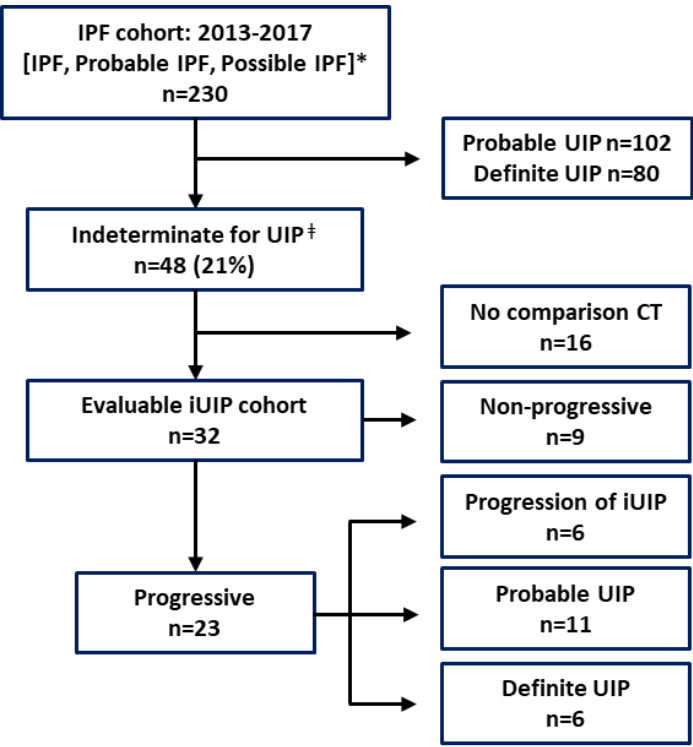 IPF cohort: 2013-2017
[IPF, Probable IPF, Possible IPF]*
n=230
Probable UIP n=102
Definite UIP n=80
Indeterminate for UIP ǂ
n=48 (21%)
No comparison CT
n=16
Evaluable iUIP cohort
n=32
Non-progressive
n=9
Progression of iUIP
n=6
Progressive
n=23
Probable UIP
n=11
Definite UIP
n=6